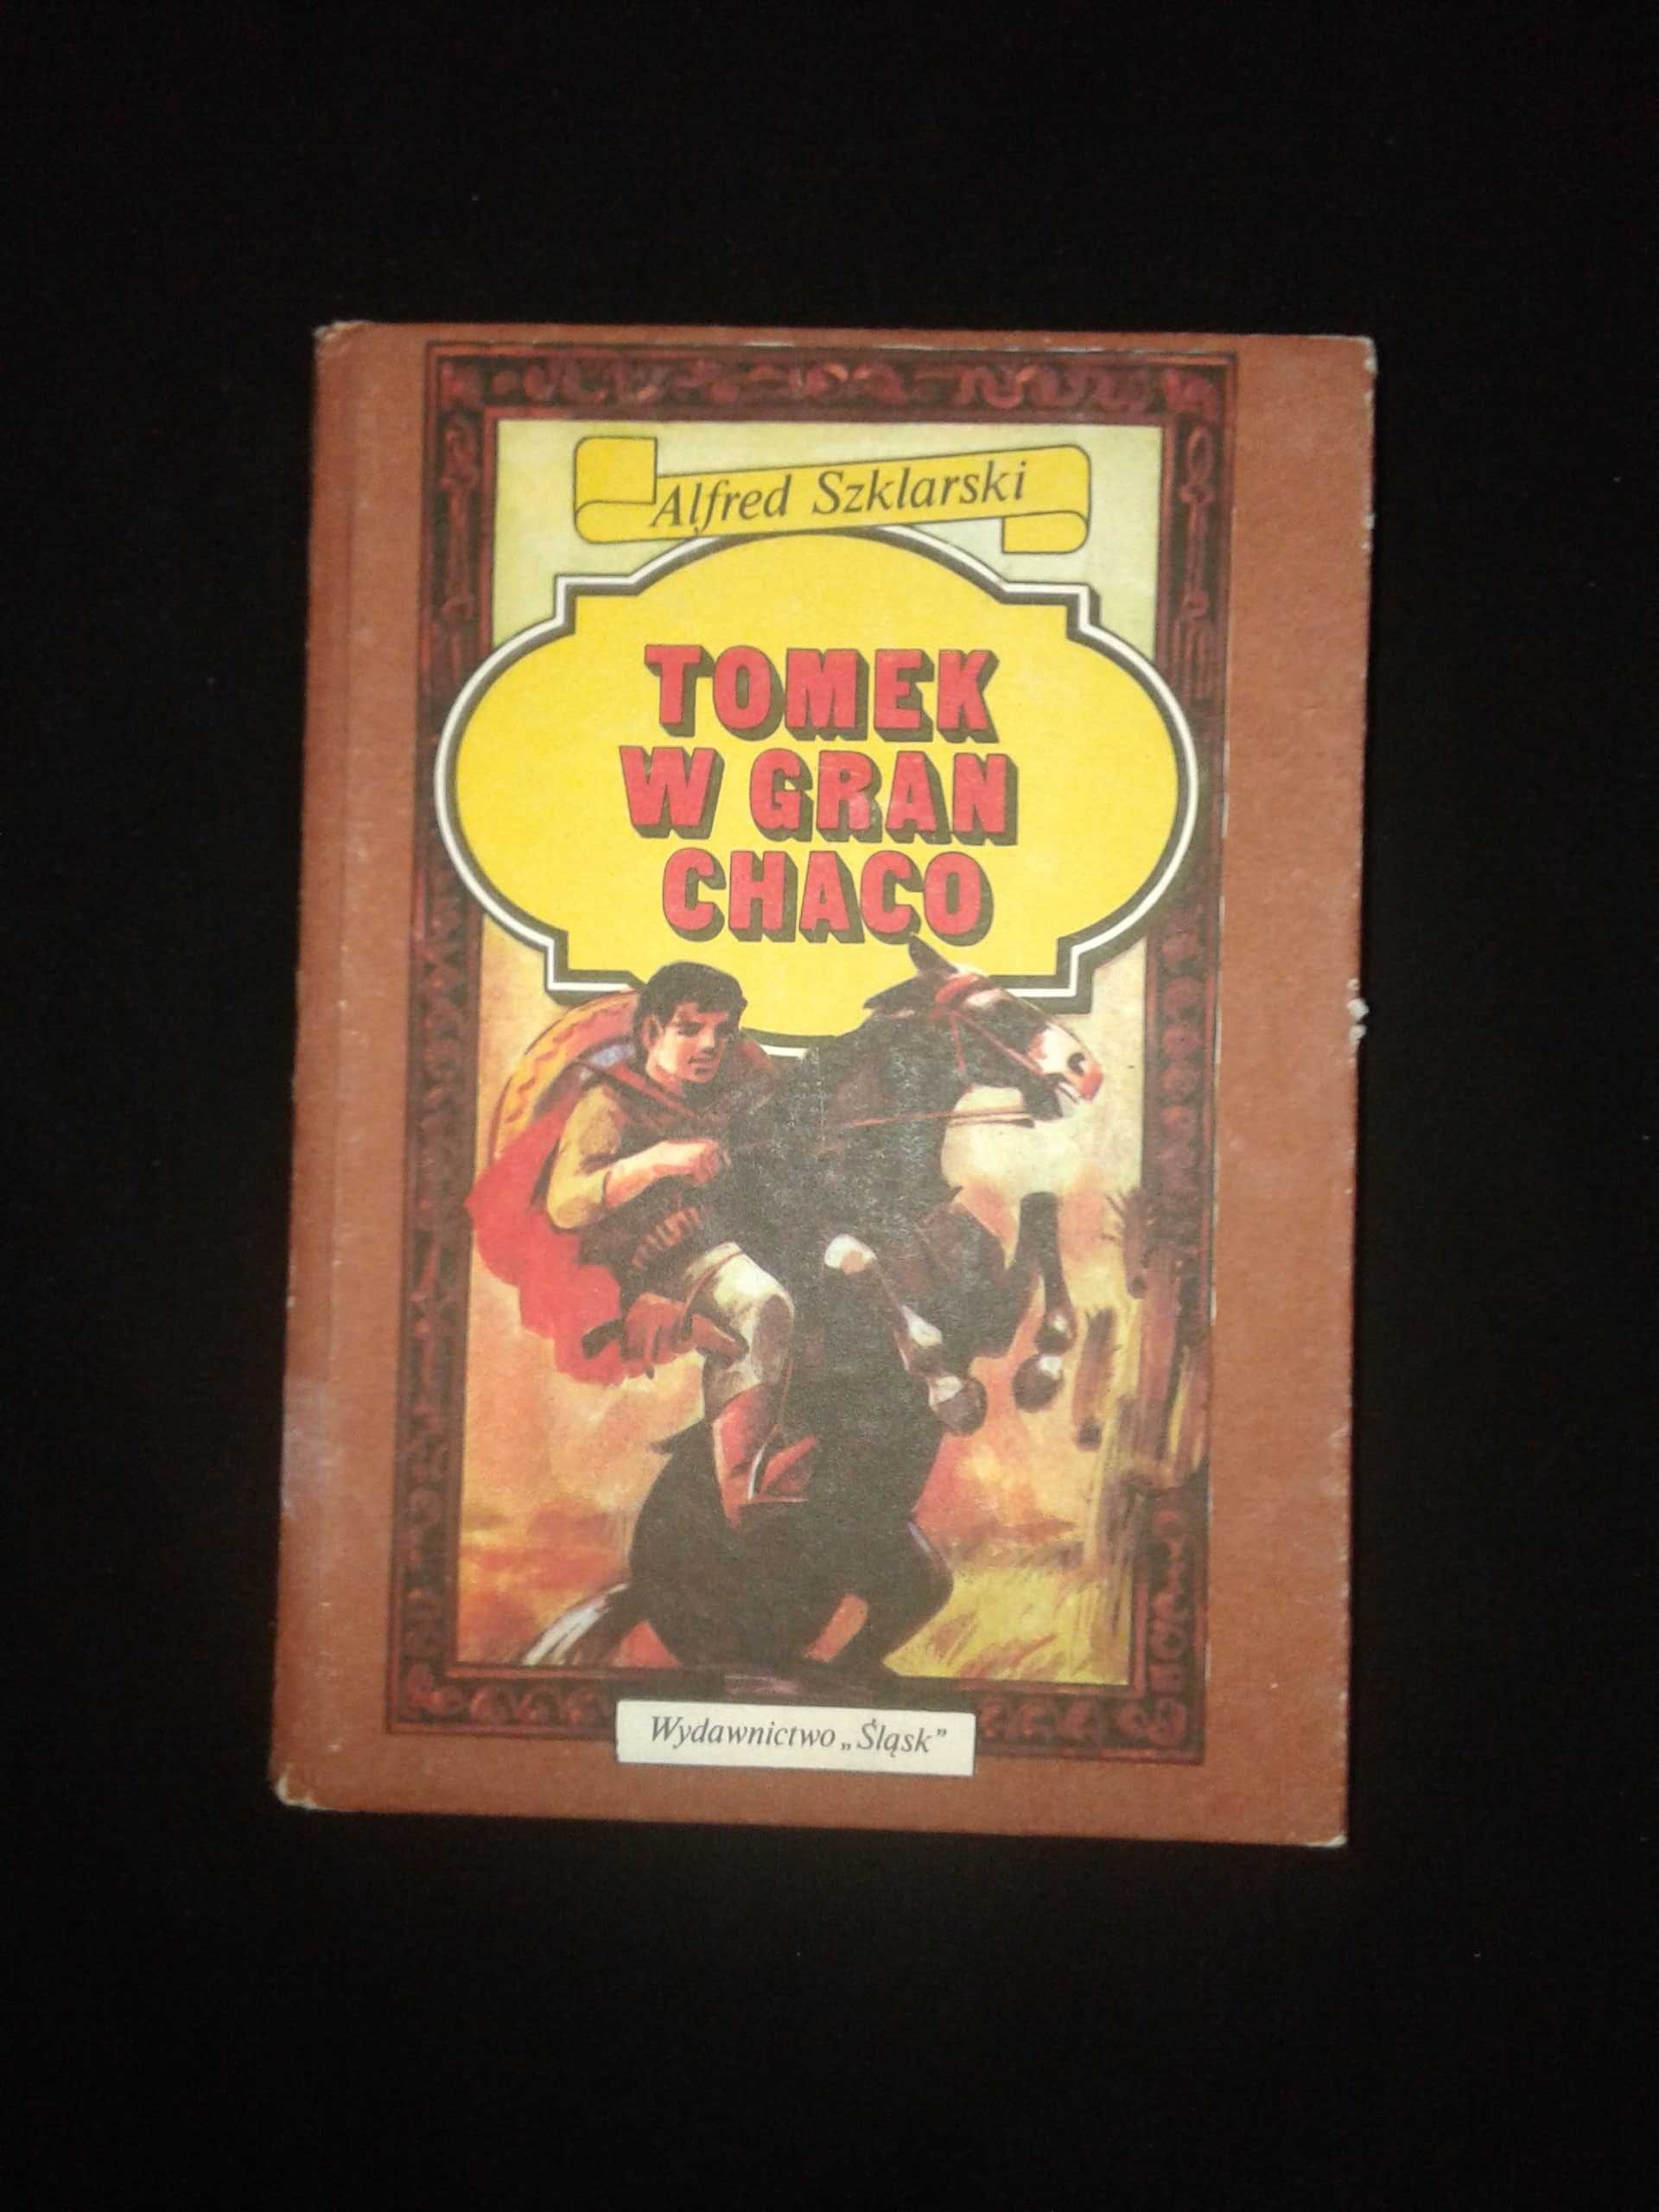 Alfred Szklarski
TOMEK
W GRAN
CHACO
Wydawnictwo „Śląsk”